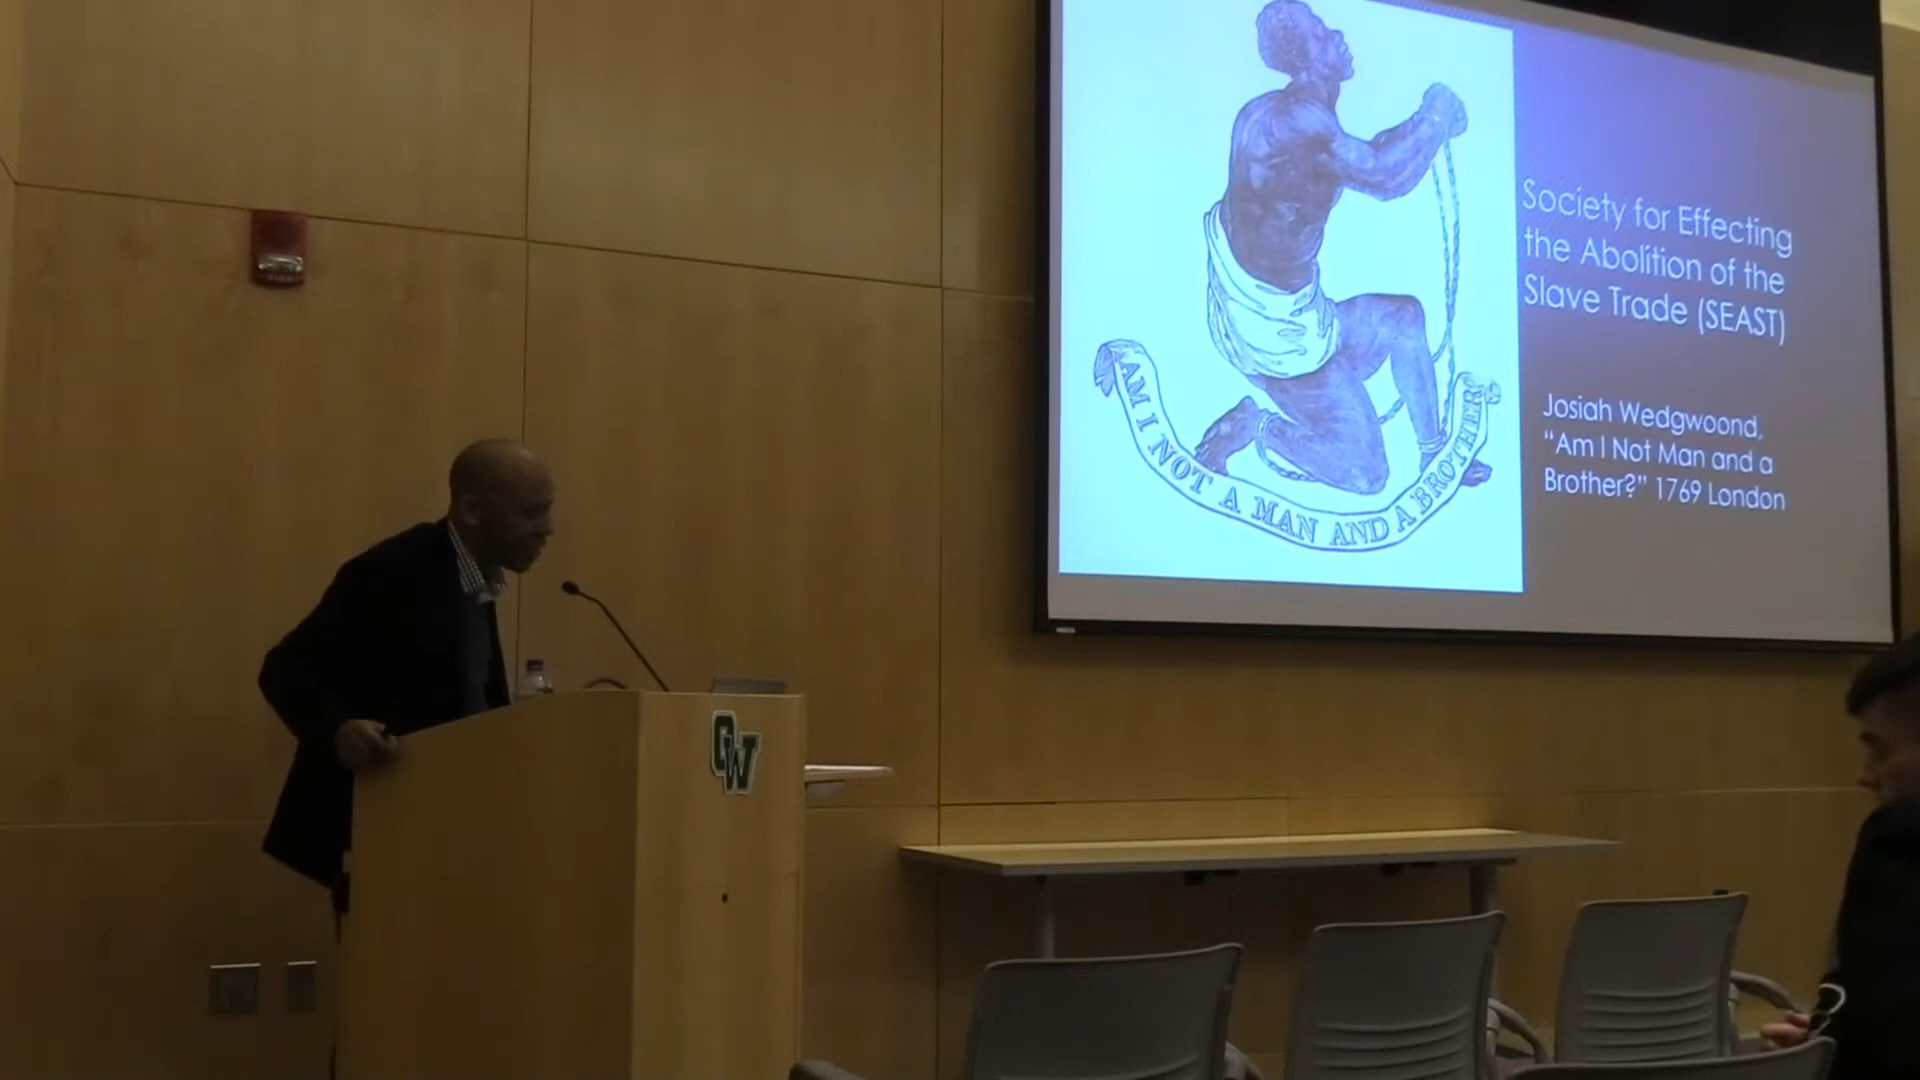 Society for Effecting
the Abolition of the
Slave Trade (SEAST)
Josiah Wedgwoond,
"Am I Not Man and a
Brother?" 1769 London
AM I NOT A MAN AND A BROTHER?
OW